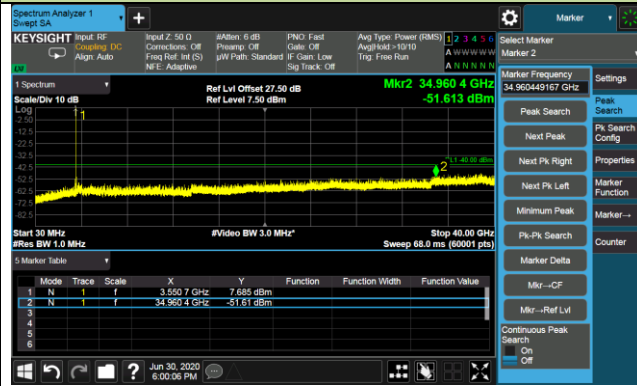 Spectrum Analyzer 1
Swept SA
+
Marker
KEYSIGHT Input: RF
Coupling: DC
Align: Auto
Input Z: 50 Ω
Corrections: Off
Freq Ref: Int (S)
NFE: Adaptive
#Atten: 6 dB
Preamp: Off
µW Path: Standard
PNO: Fast
Gate: Off
IF Gain: Low
Sig Track: Off
Avg Type: Power (RMS)
Avg|Hold >10/10
Trig: Free Run
1 2 3 4 5 6
A W W W W W
A N N N N N
Select Marker
Marker 2
Marker Frequency
34.960449167 GHz
Peak Search
Next Peak
Next Pk Right
Next Pk Left
Minimum Peak
Pk-Pk Search
Marker Delta
Mkr→CF
Mkr→Ref Lvl
Continuous Peak
Search
On
Off
Settings
Peak
Search
Pk Search
Config
Properties
Marker
Function
Marker→
Counter
1 Spectrum
Scale/Div 10 dB
Ref Lvl Offset 27.50 dB
Ref Level 7.50 dBm
Mkr2 34.960 4 GHz
-51.613 dBm
Log
-2.50
-12.5
-22.5
-32.5
-42.5
-52.5
-62.5
-72.5
-82.5
1
DL1 -40.00 dBm
2
Start 30 MHz
#Res BW 1.0 MHz
#Video BW 3.0 MHz*
Stop 40.00 GHz
Sweep 68.0 ms (60001 pts)
5 Marker Table
Mode Trace Scale X Y Function Function Width Function Value
1 N 1 f 3.550 7 GHz 7.685 dBm
2 N 1 f 34.960 4 GHz -51.61 dBm
3
4
5
6
?
Jun 30, 2020
6:00:06 PM